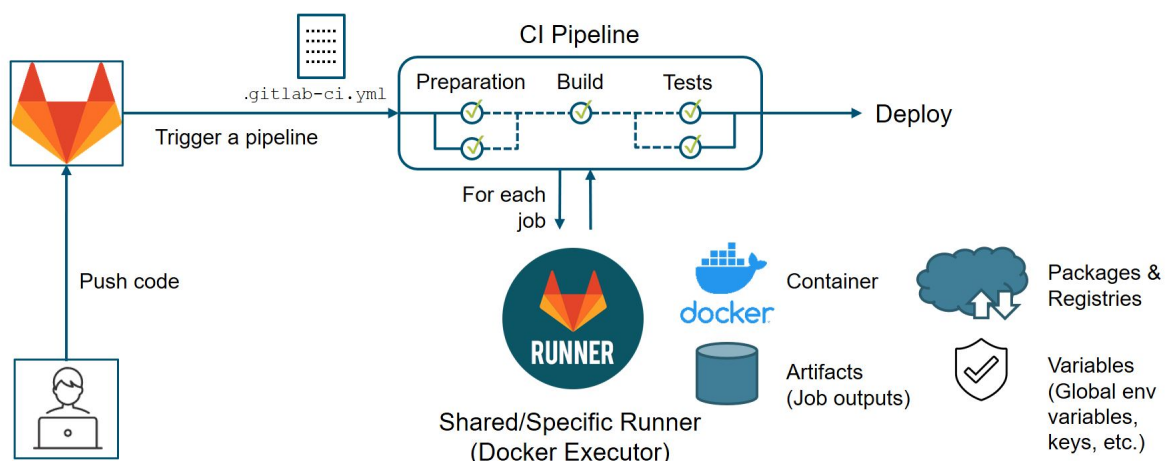 CI Pipeline
.gitlab-ci.yml
Preparation
Build
Tests
Trigger a pipeline
Deploy
For each
job
Push code
RUNNER
Shared/Specific Runner
(Docker Executor)
docker
Container
Packages &
Registries
Artifacts
(Job outputs)
Variables
(Global env
variables,
keys, etc.)